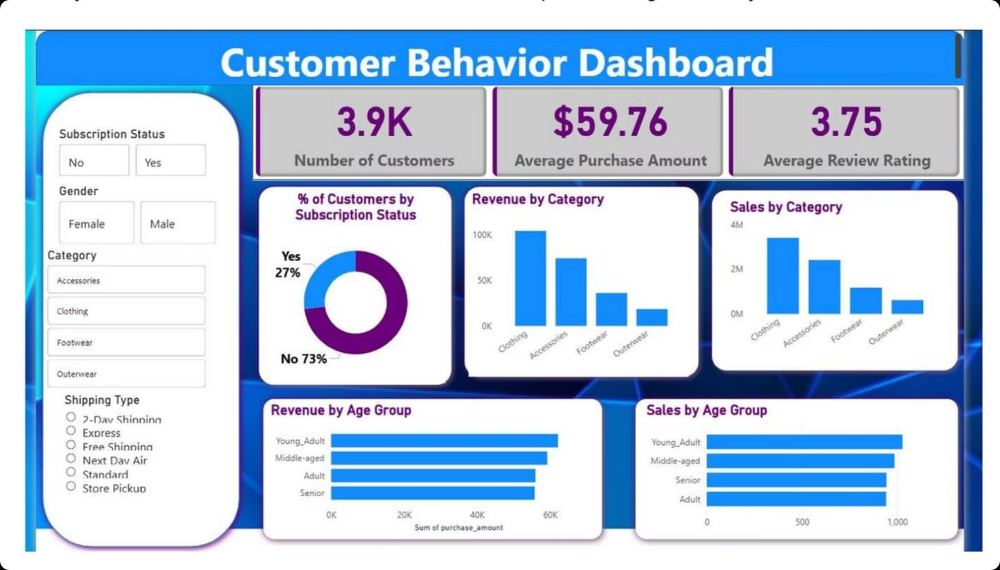 Customer Behavior Dashboard
3.9K
Number of Customers
$59.76
Average Purchase Amount
3.75
Average Review Rating
Subscription Status
No
Yes
Gender
Female
Male
Category
Accessories
Clothing
Footwear
Outerwear
Shipping Type
2-Day Shipping
Express
Free Shipping
Next Day Air
Standard
Store Pickup
% of Customers by
Subscription Status
Yes
27%
No 73%
Revenue by Category
100K
50K
0K
Clothing
Accessories
Footwear
Outerwear
Sales by Category
4M
2M
0M
Clothing
Accessories
Footwear
Outerwear
Revenue by Age Group
Young_Adult
Middle-aged
Adult
Senior
0K
20K
40K
60K
Sum of purchase_amount
Sales by Age Group
Young_Adult
Middle-aged
Senior
Adult
0
500
1,000